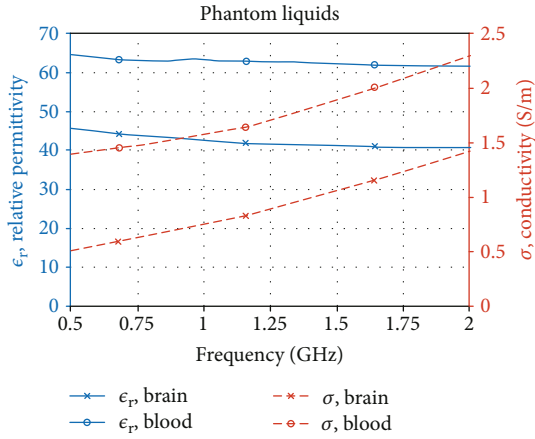 Phantom liquids
70
60
50
40
30
20
10
0
ϵr, relative permittivity
2.5
2
1.5
1
0.5
0
σ, conductivity (S/m)
0.5 0.75 1 1.25 1.5 1.75 2
Frequency (GHz)
ϵr, brain σ, brain
ϵr, blood σ, blood